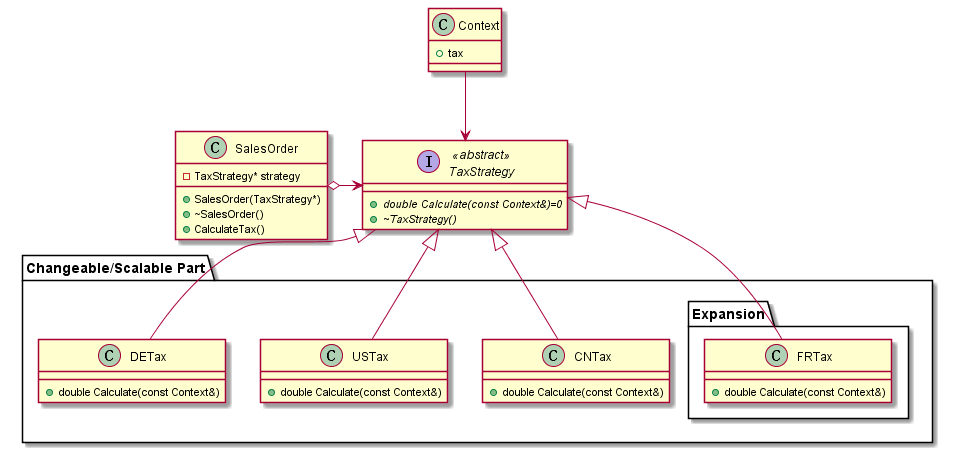 C Context
tax
C SalesOrder
TaxStrategy* strategy
SalesOrder(TaxStrategy*)
~SalesOrder()
CalculateTax()
I «abstract»
TaxStrategy
double Calculate(const Context&)=0
~TaxStrategy()
Changeable/Scalable Part
Expansion
C DETax
double Calculate(const Context&)
C USTax
double Calculate(const Context&)
C CNTax
double Calculate(const Context&)
C FRTax
double Calculate(const Context&)